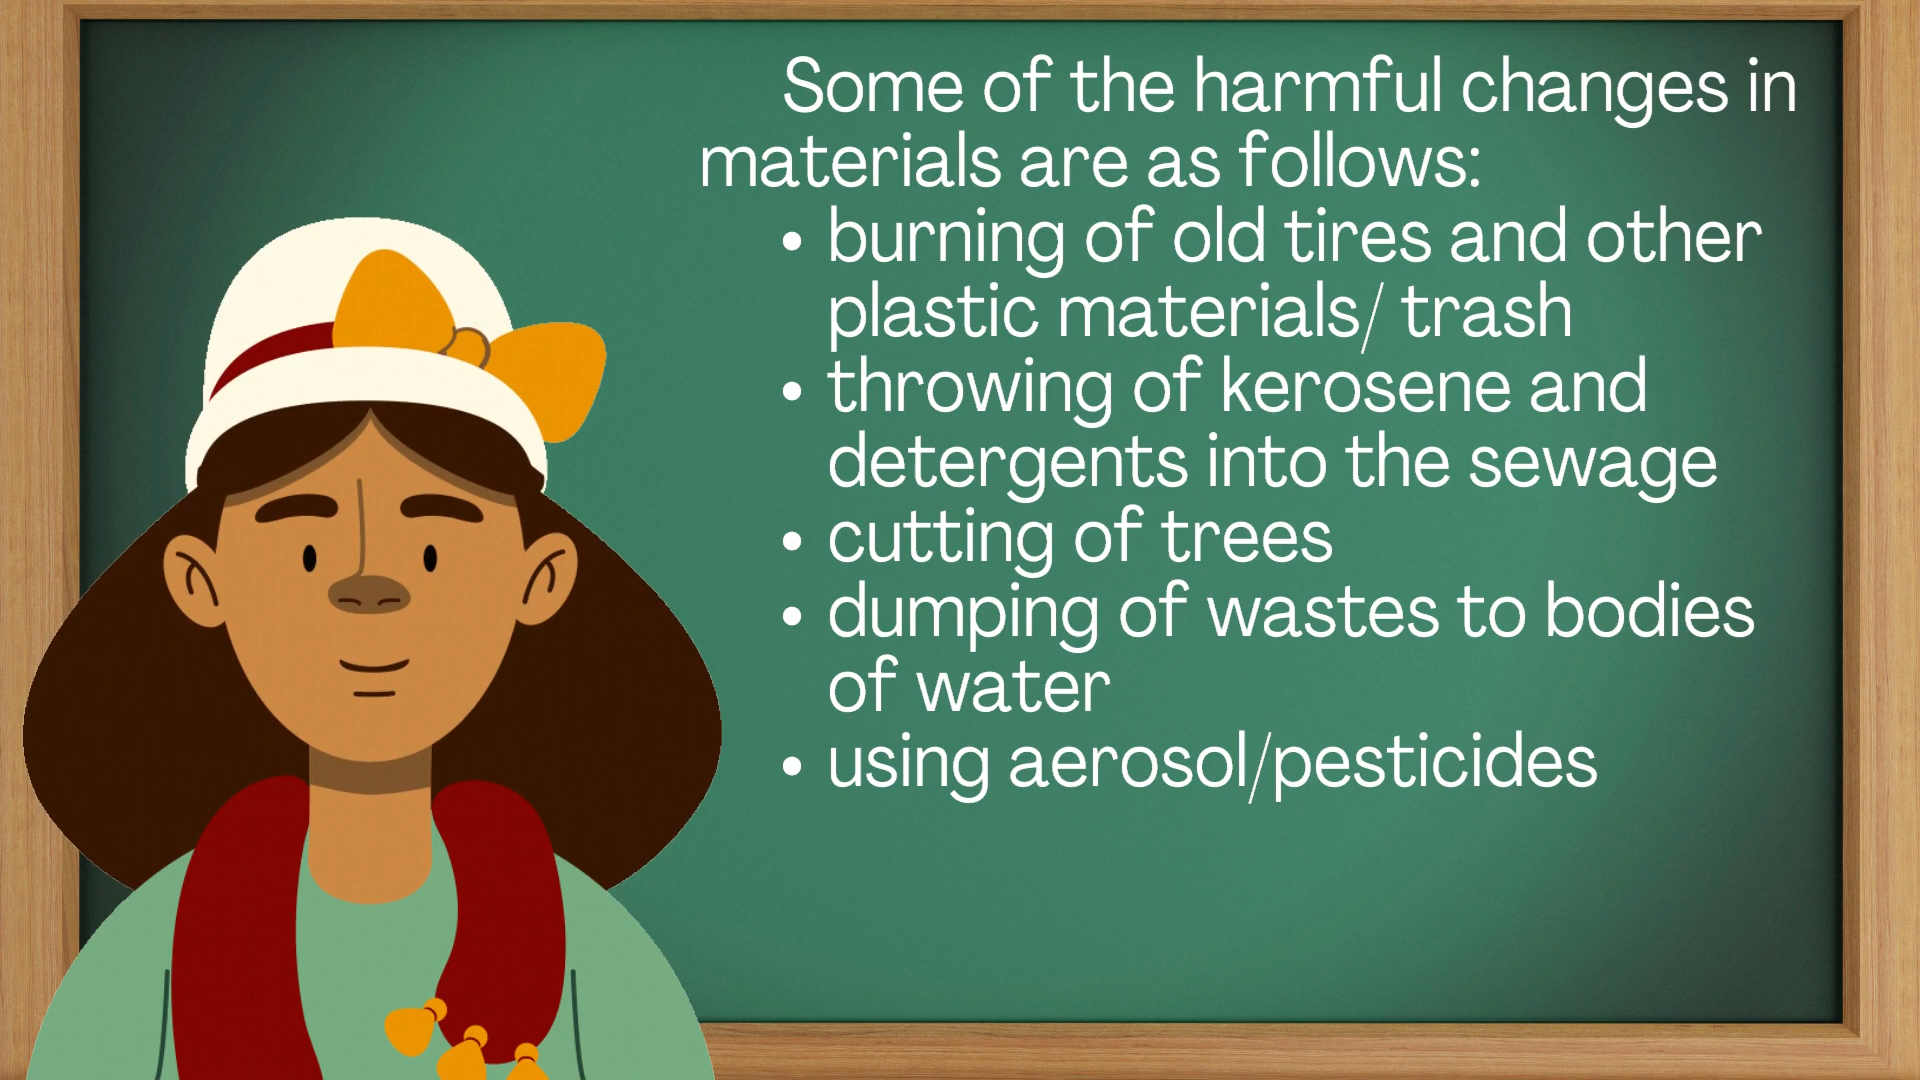 Some of the harmful changes in
materials are as follows:
• burning of old tires and other
plastic materials/ trash
• throwing of kerosene and
detergents into the sewage
• cutting of trees
• dumping of wastes to bodies
of water
• using aerosol/pesticides